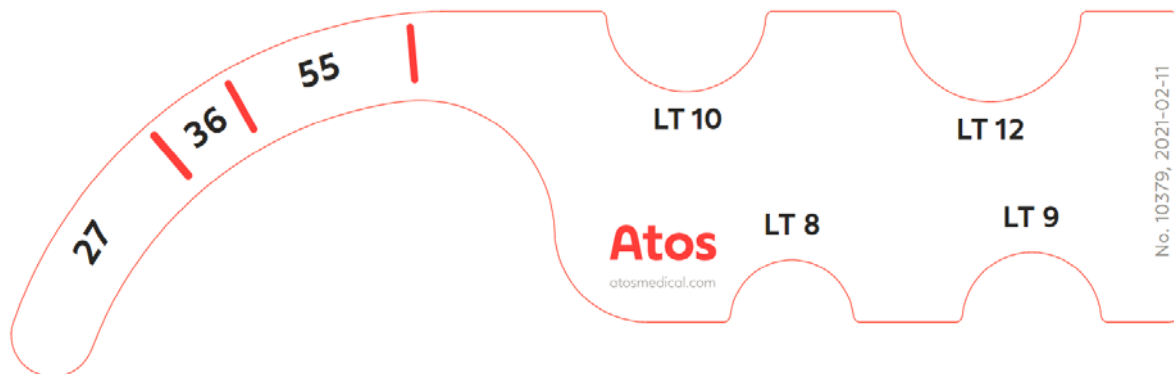 27
36
55
LT 10
LT 12
LT 8
LT 9
Atos
atosmedical.com
No. 10379, 2021-02-11